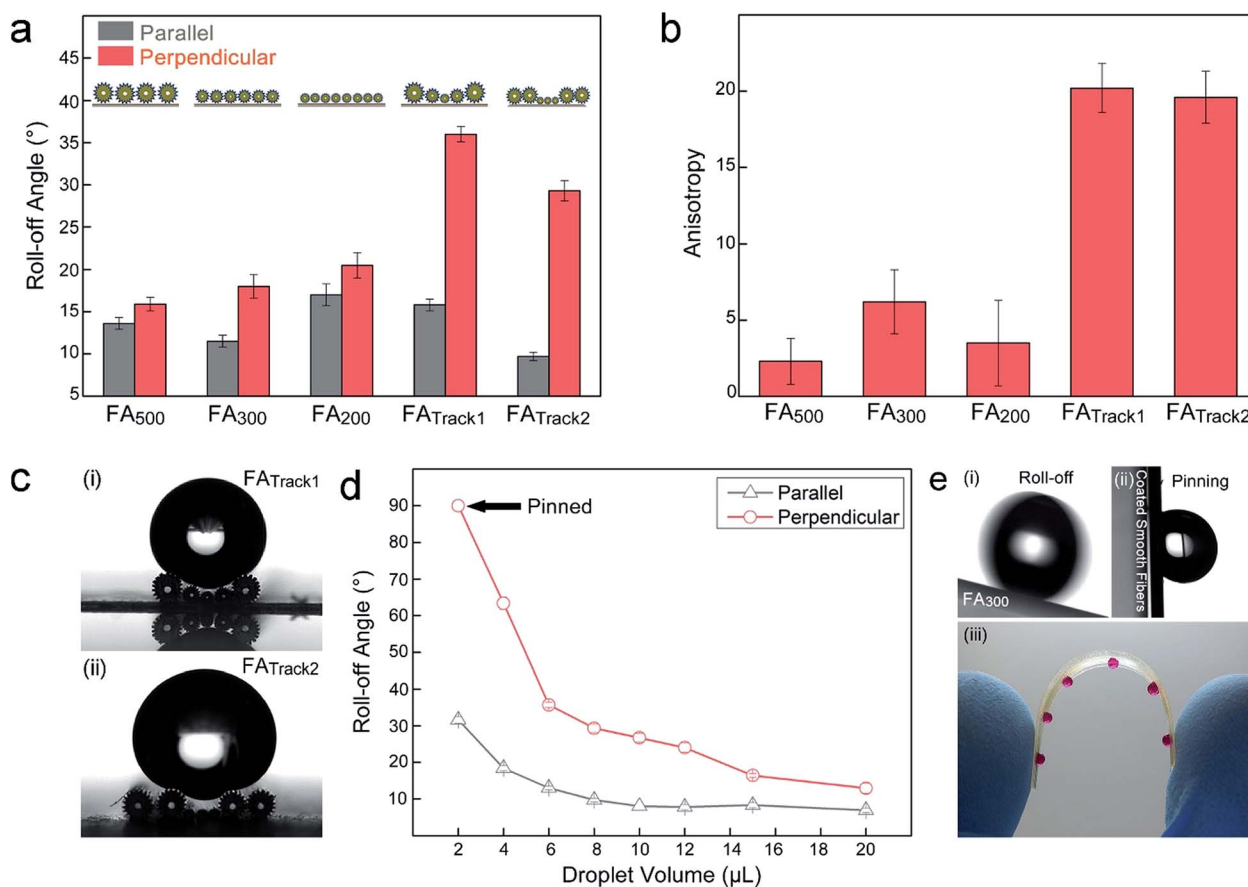 a
Parallel
Perpendicular
Roll-off Angle (°)
45
40
35
30
25
20
15
10
5
FA500 FA300 FA200 FATrack1 FATrack2
b
Anisotropy
20
15
10
5
0
FA500 FA300 FA200 FATrack1 FATrack2
c
(i)
FATrack1
(ii)
FATrack2
d
Pinned
Parallel
Perpendicular
Roll-off Angle (°)
90
80
70
60
50
40
30
20
10
2 4 6 8 10 12 14 16 18 20
Droplet Volume (µL)
e
(i) Roll-off
FA300
(ii) Pinning
Coated Smooth Fibers
(iii)